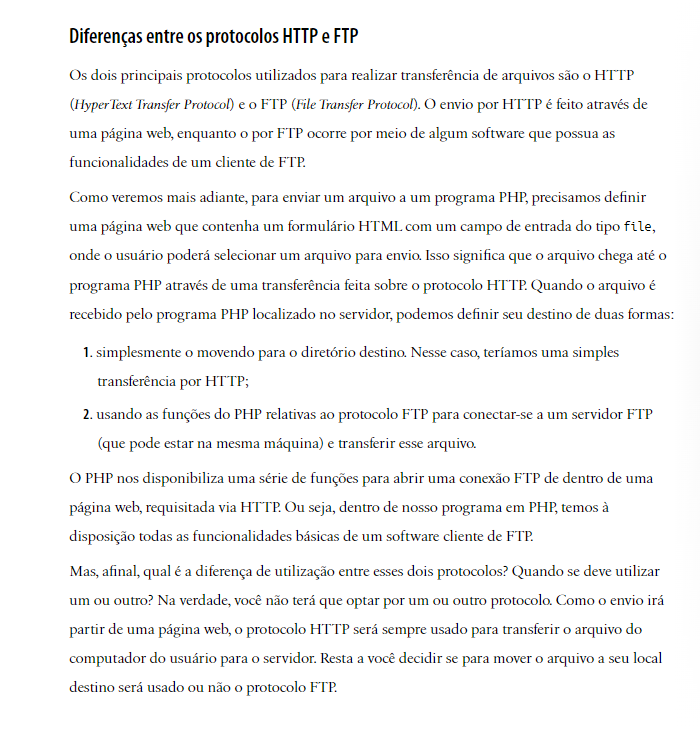 Diferenças entre os protocolos HTTP e FTP
Os dois principais protocolos utilizados para realizar transferência de arquivos são o HTTP
(HyperText Transfer Protocol) e o FTP (File Transfer Protocol). O envio por HTTP é feito através de
uma página web, enquanto o por FTP ocorre por meio de algum software que possua as
funcionalidades de um cliente de FTP.
Como veremos mais adiante, para enviar um arquivo a um programa PHP, precisamos definir
uma página web que contenha um formulário HTML com um campo de entrada do tipo file,
onde o usuário poderá selecionar um arquivo para envio. Isso significa que o arquivo chega até o
programa PHP através de uma transferência feita sobre o protocolo HTTP. Quando o arquivo é
recebido pelo programa PHP localizado no servidor, podemos definir seu destino de duas formas:
1. simplesmente o movendo para o diretório destino. Nesse caso, teríamos uma simples
transferência por HTTP;
2. usando as funções do PHP relativas ao protocolo FTP para conectar-se a um servidor FTP
(que pode estar na mesma máquina) e transferir esse arquivo.
O PHP nos disponibiliza uma série de funções para abrir uma conexão FTP de dentro de uma
página web, requisitada via HTTP. Ou seja, dentro de nosso programa em PHP, temos à
disposição todas as funcionalidades básicas de um software cliente de FTP.
Mas, afinal, qual é a diferença de utilização entre esses dois protocolos? Quando se deve utilizar
um ou outro? Na verdade, você não terá que optar por um ou outro protocolo. Como o envio irá
partir de uma página web, o protocolo HTTP será sempre usado para transferir o arquivo do
computador do usuário para o servidor. Resta a você decidir se para mover o arquivo a seu local
destino será usado ou não o protocolo FTP.